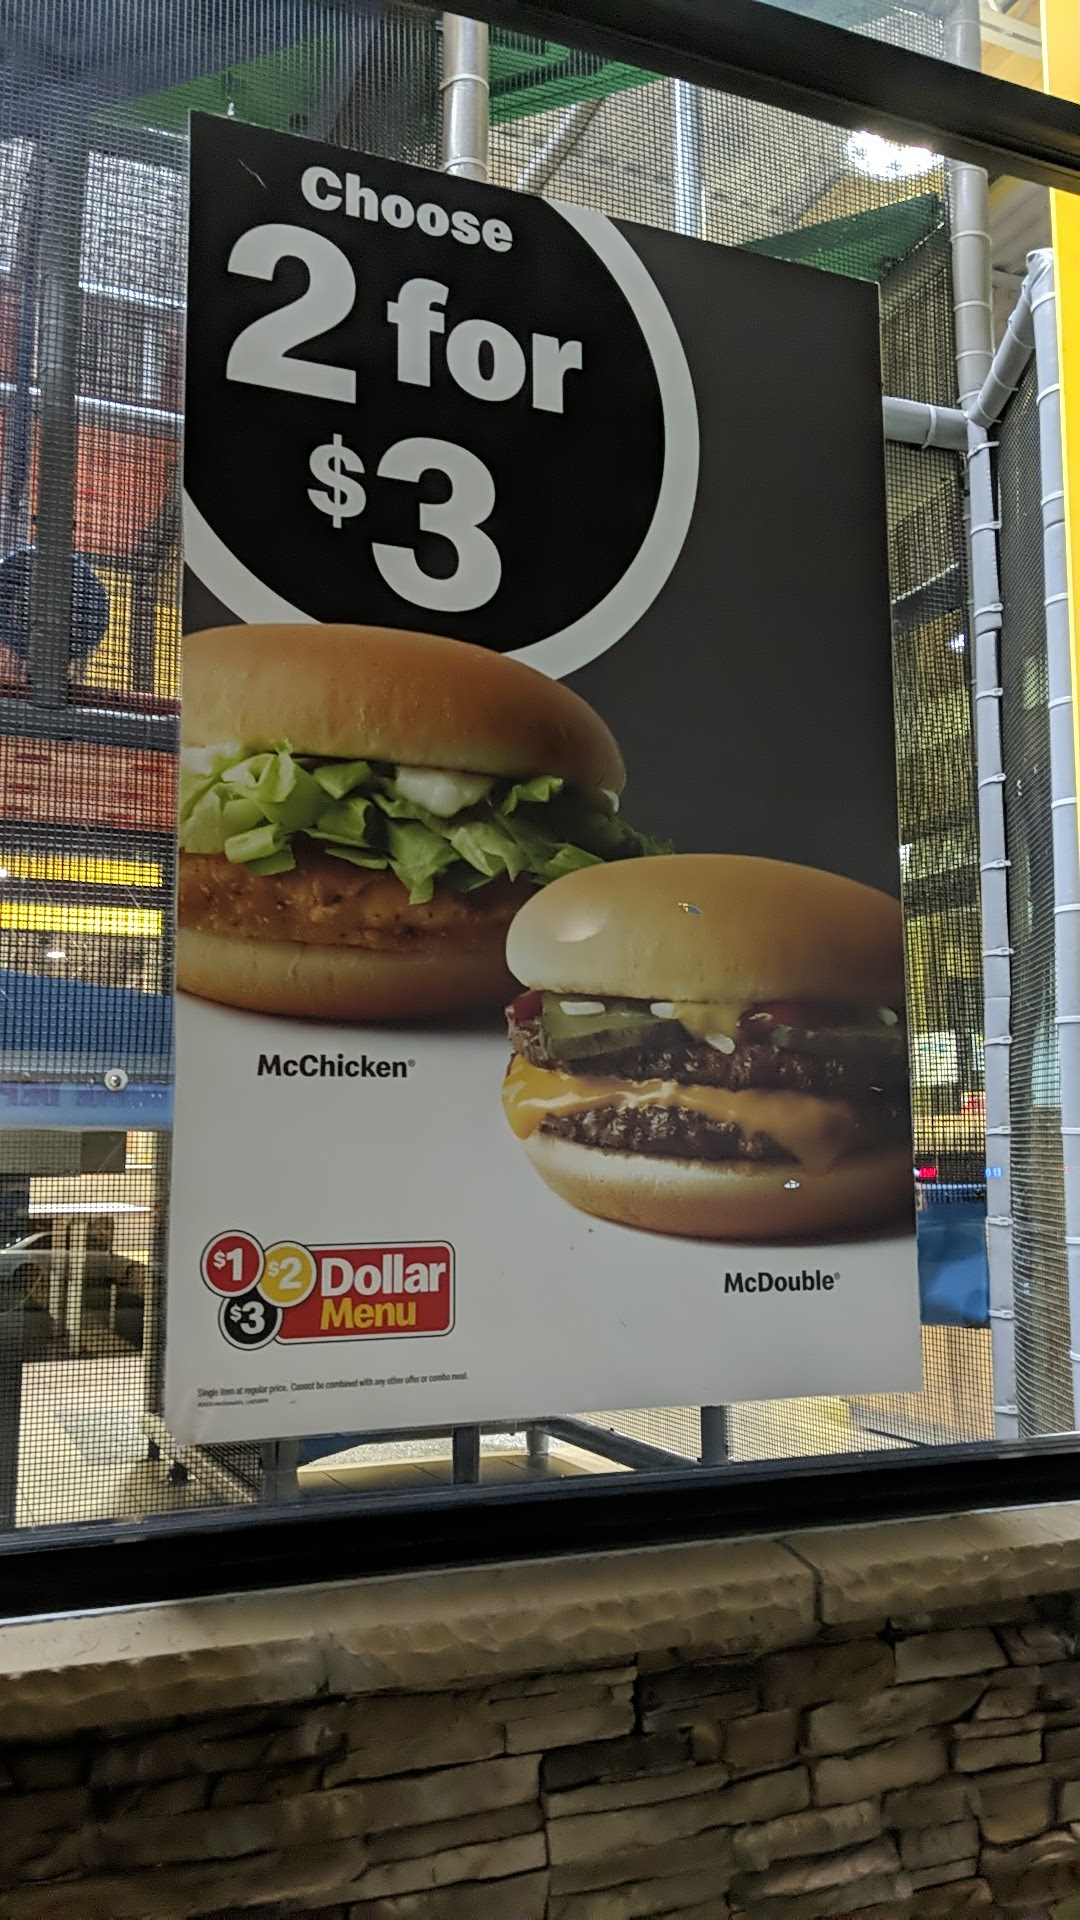 Choose
2 for
$3
McChicken®
McDouble®
$1 $2 Dollar
$3 Menu
Single item at regular price. Cannot be combined with any other offer or combo meal.